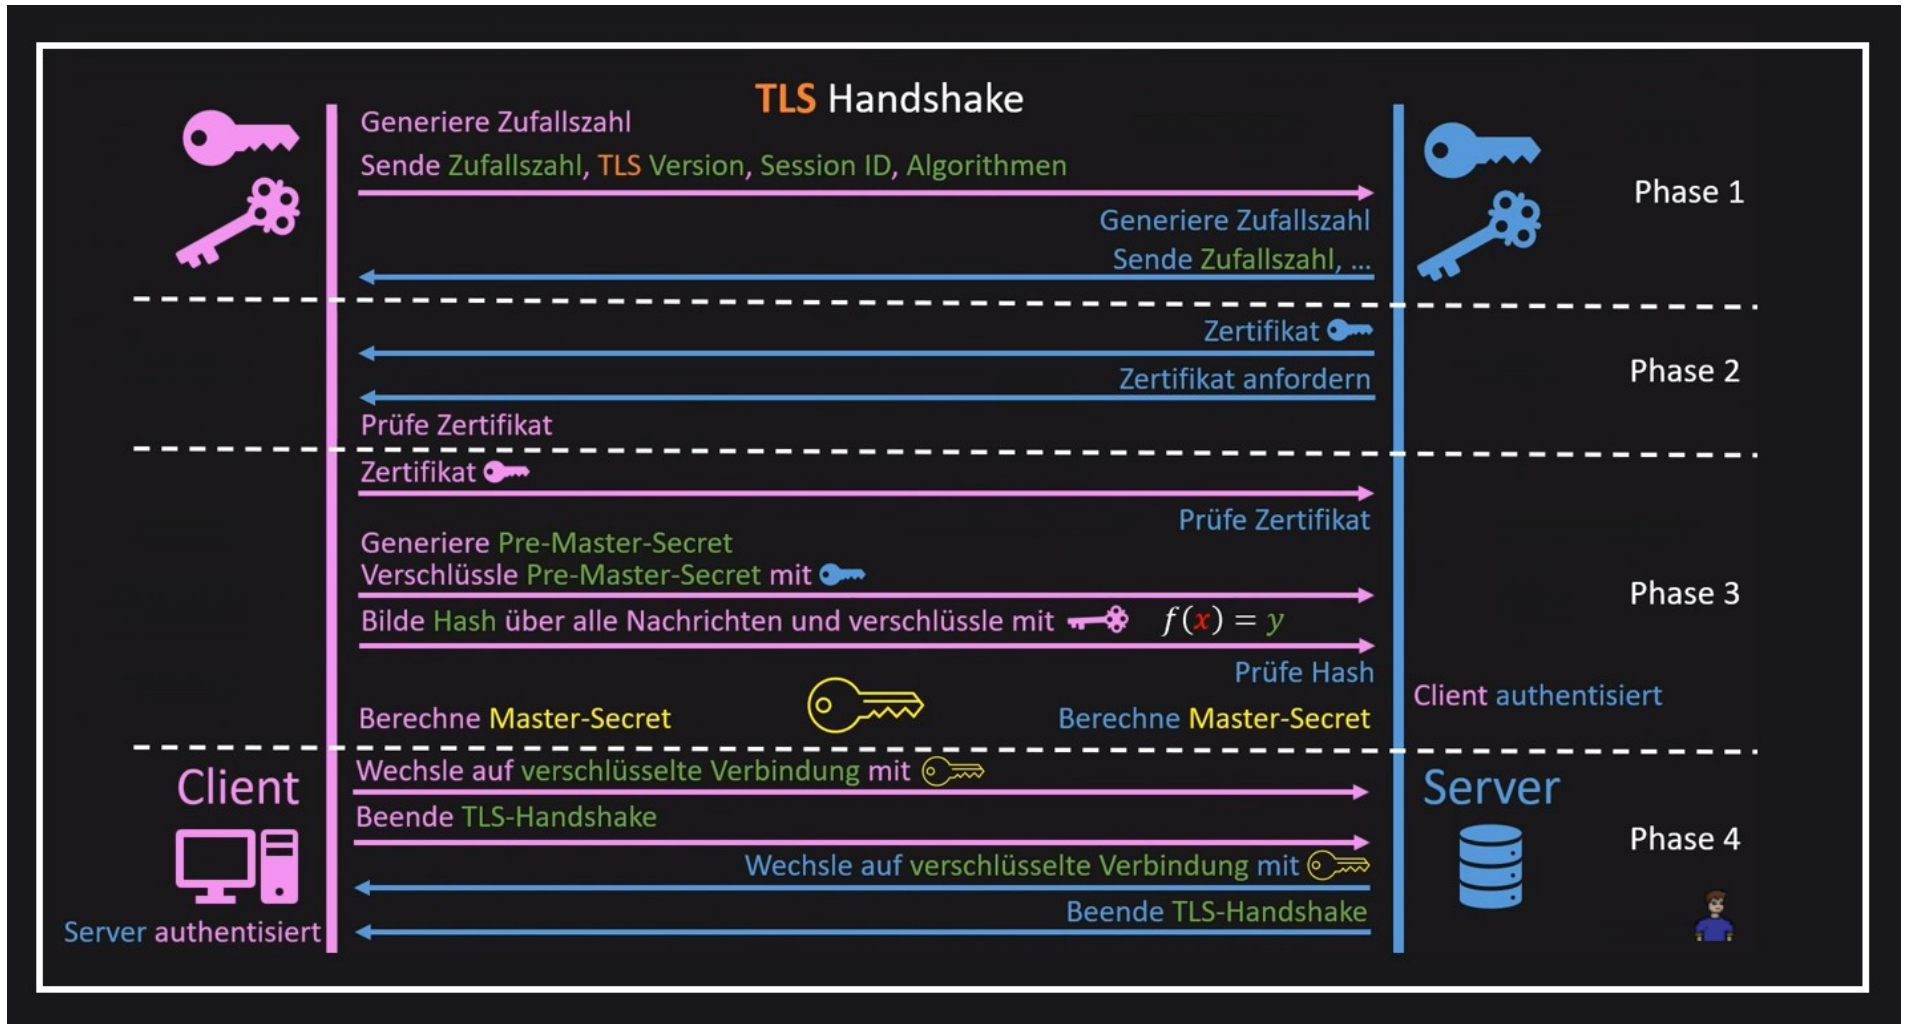 TLS Handshake
Generiere Zufallszahl
Sende Zufallszahl, TLS Version, Session ID, Algorithmen
Phase 1
Generiere Zufallszahl
Sende Zufallszahl, ...
Zertifikat
Phase 2
Zertifikat anfordern
Prüfe Zertifikat
Zertifikat
Prüfe Zertifikat
Generiere Pre-Master-Secret
Verschlüssle Pre-Master-Secret mit
Phase 3
Bilde Hash über alle Nachrichten und verschlüssle mit f(x) = y
Prüfe Hash
Client authentisiert
Berechne Master-Secret
Berechne Master-Secret
Wechsle auf verschlüsselte Verbindung mit
Client
Server
Beende TLS-Handshake
Phase 4
Wechsle auf verschlüsselte Verbindung mit
Beende TLS-Handshake
Server authentisiert